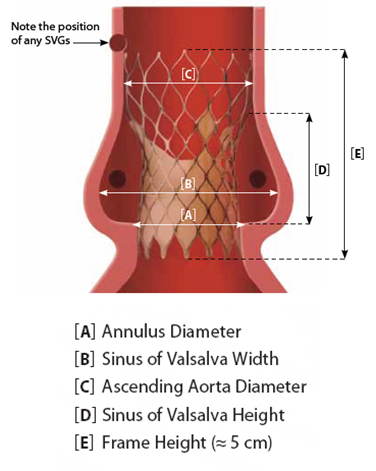 Note the position
of any SVGs
[C]
[E]
[D]
[B]
[A]
[A] Annulus Diameter
[B] Sinus of Valsalva Width
[C] Ascending Aorta Diameter
[D] Sinus of Valsalva Height
[E] Frame Height (≈ 5 cm)